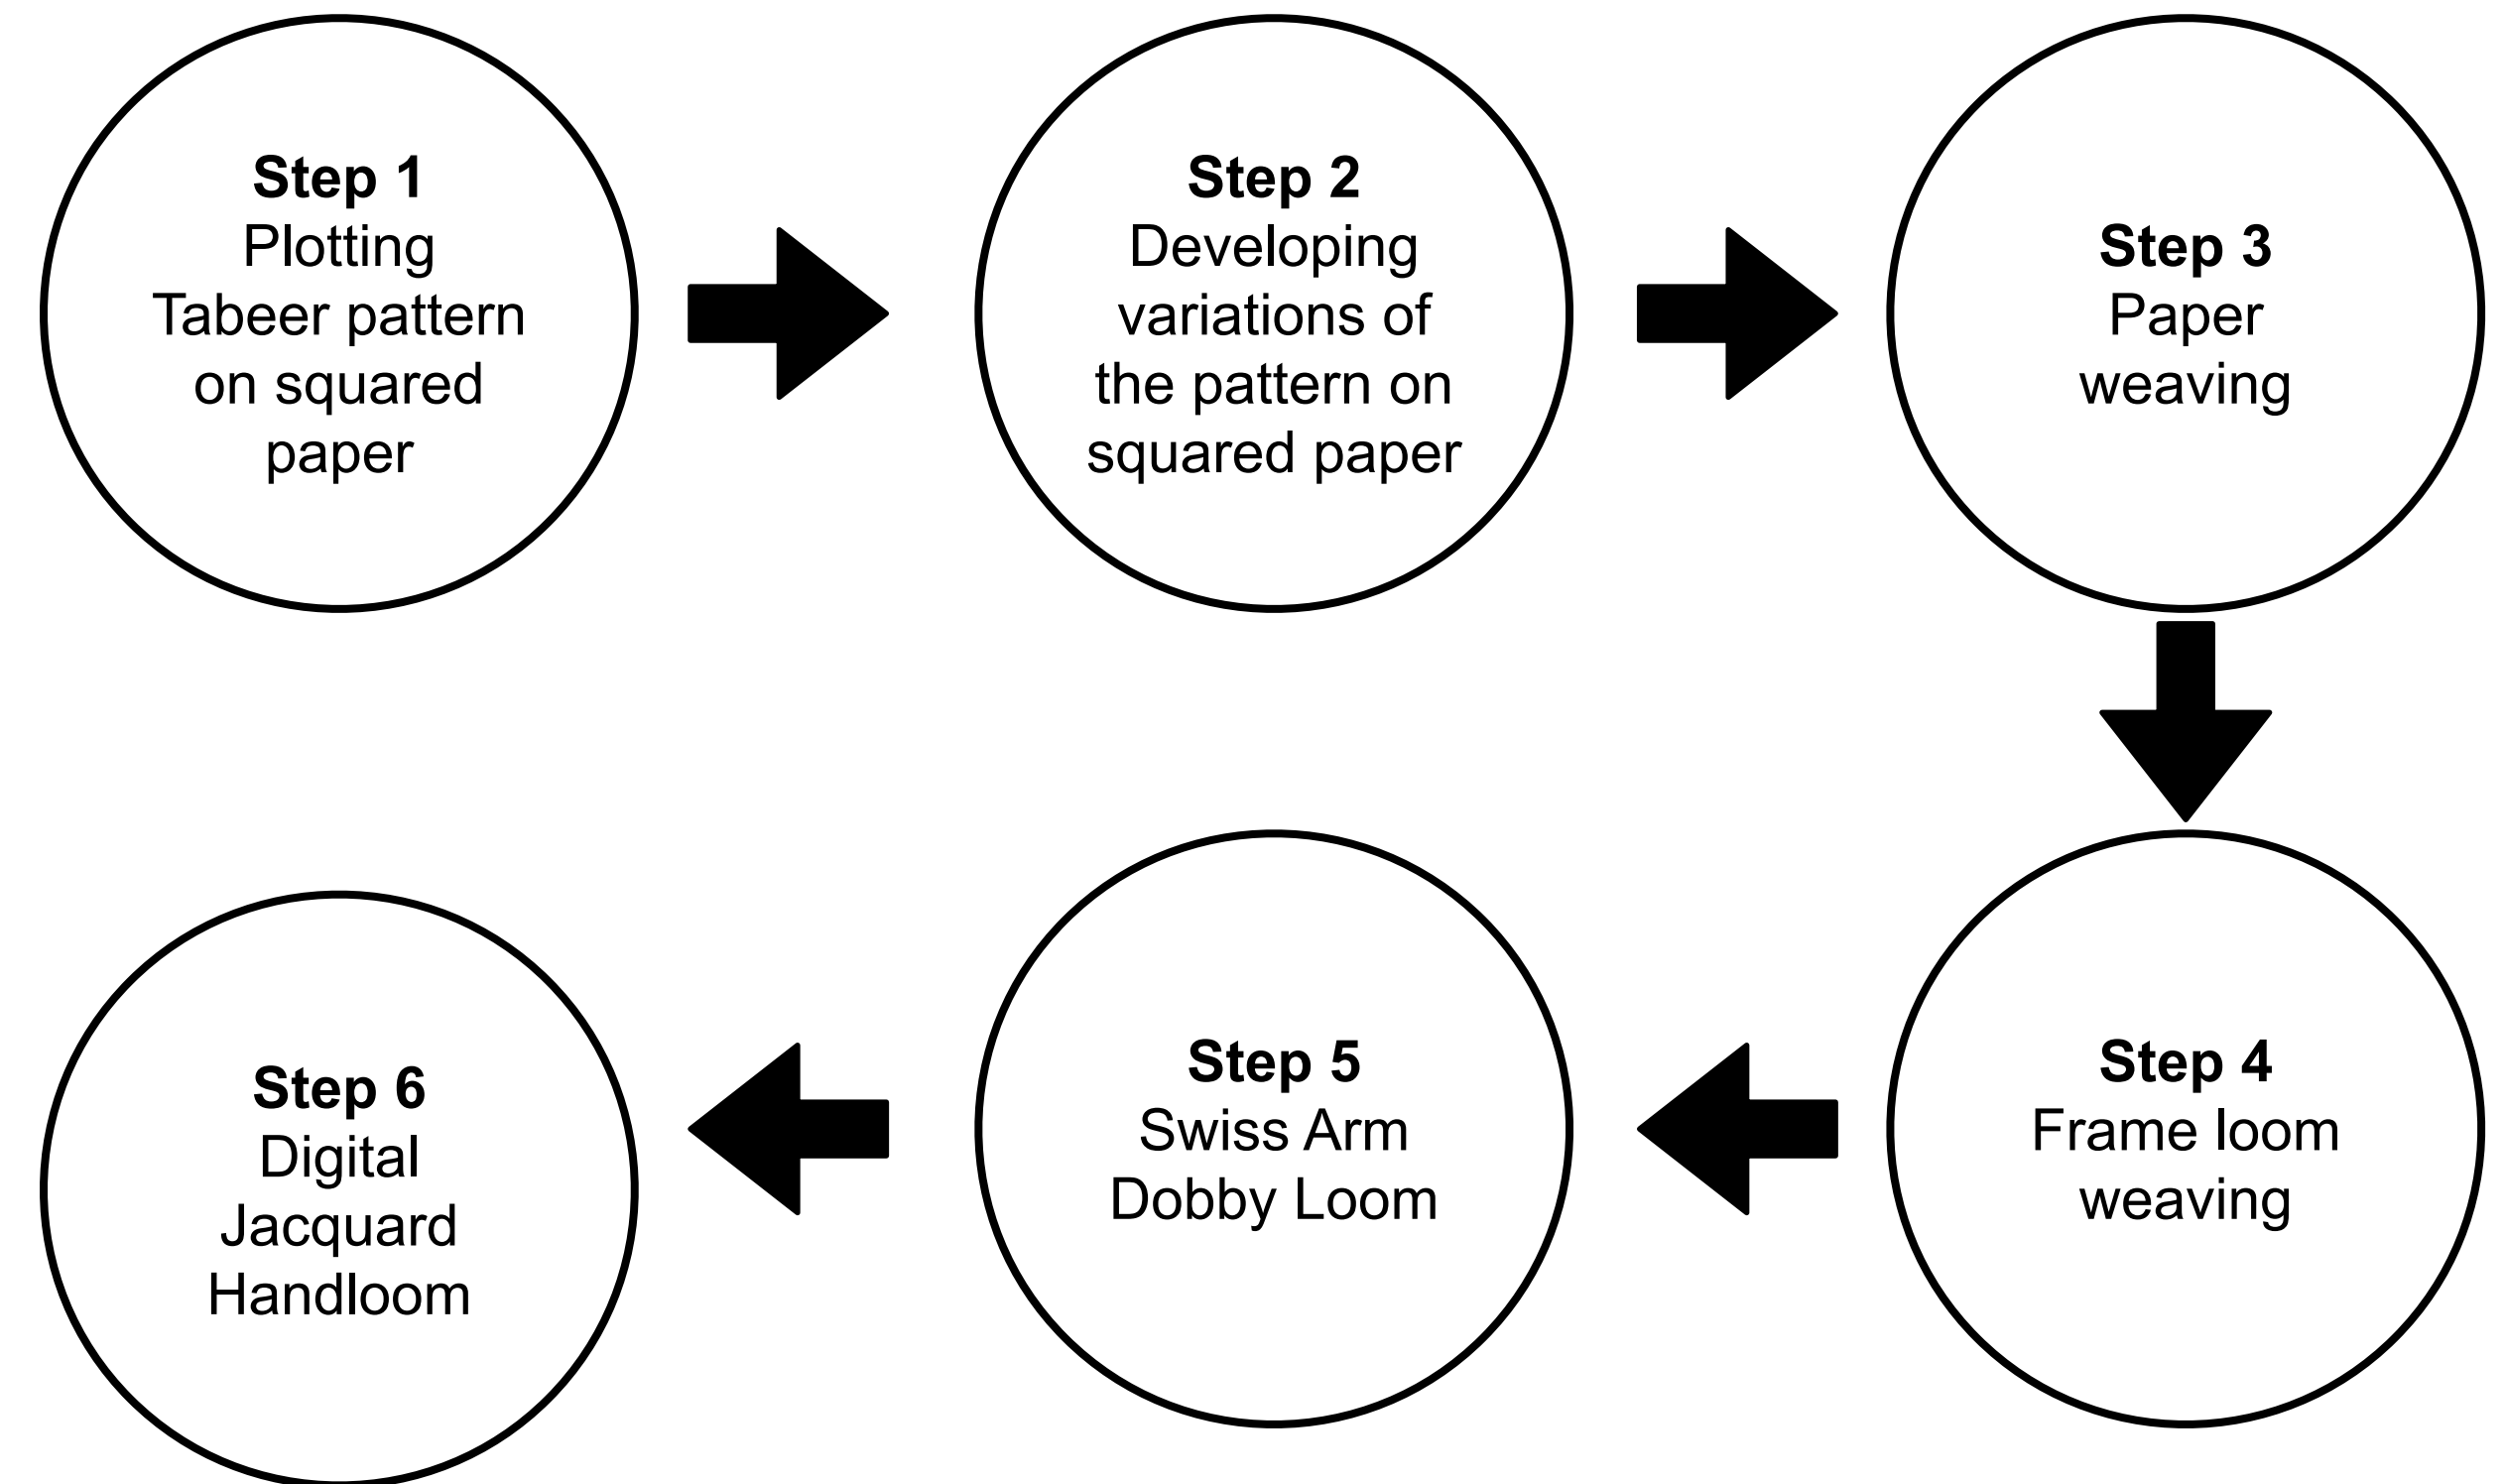 Step 1
Plotting
Tabeer pattern
on squared
paper
Step 2
Developing
variations of
the pattern on
squared paper
Step 3
Paper
weaving
Step 4
Frame loom
weaving
Step 5
Swiss Arm
Dobby Loom
Step 6
Digital
Jacquard
Handloom